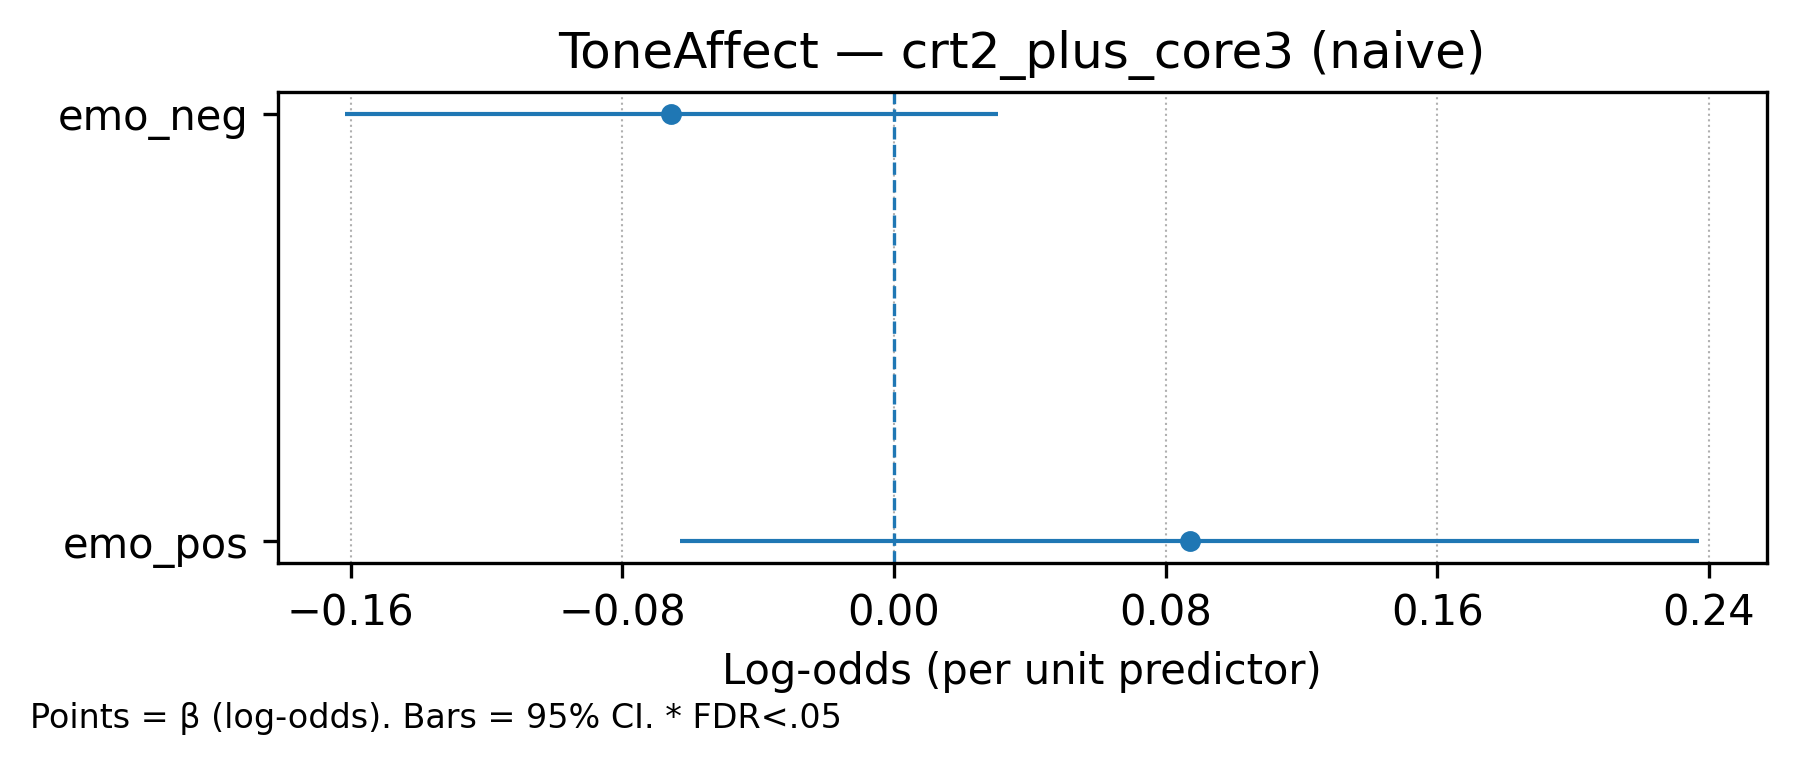 ToneAffect — crt2_plus_core3 (naive)
emo_neg
emo_pos
−0.16 −0.08 0.00 0.08 0.16 0.24
Log-odds (per unit predictor)
Points = β (log-odds). Bars = 95% CI. * FDR<.05